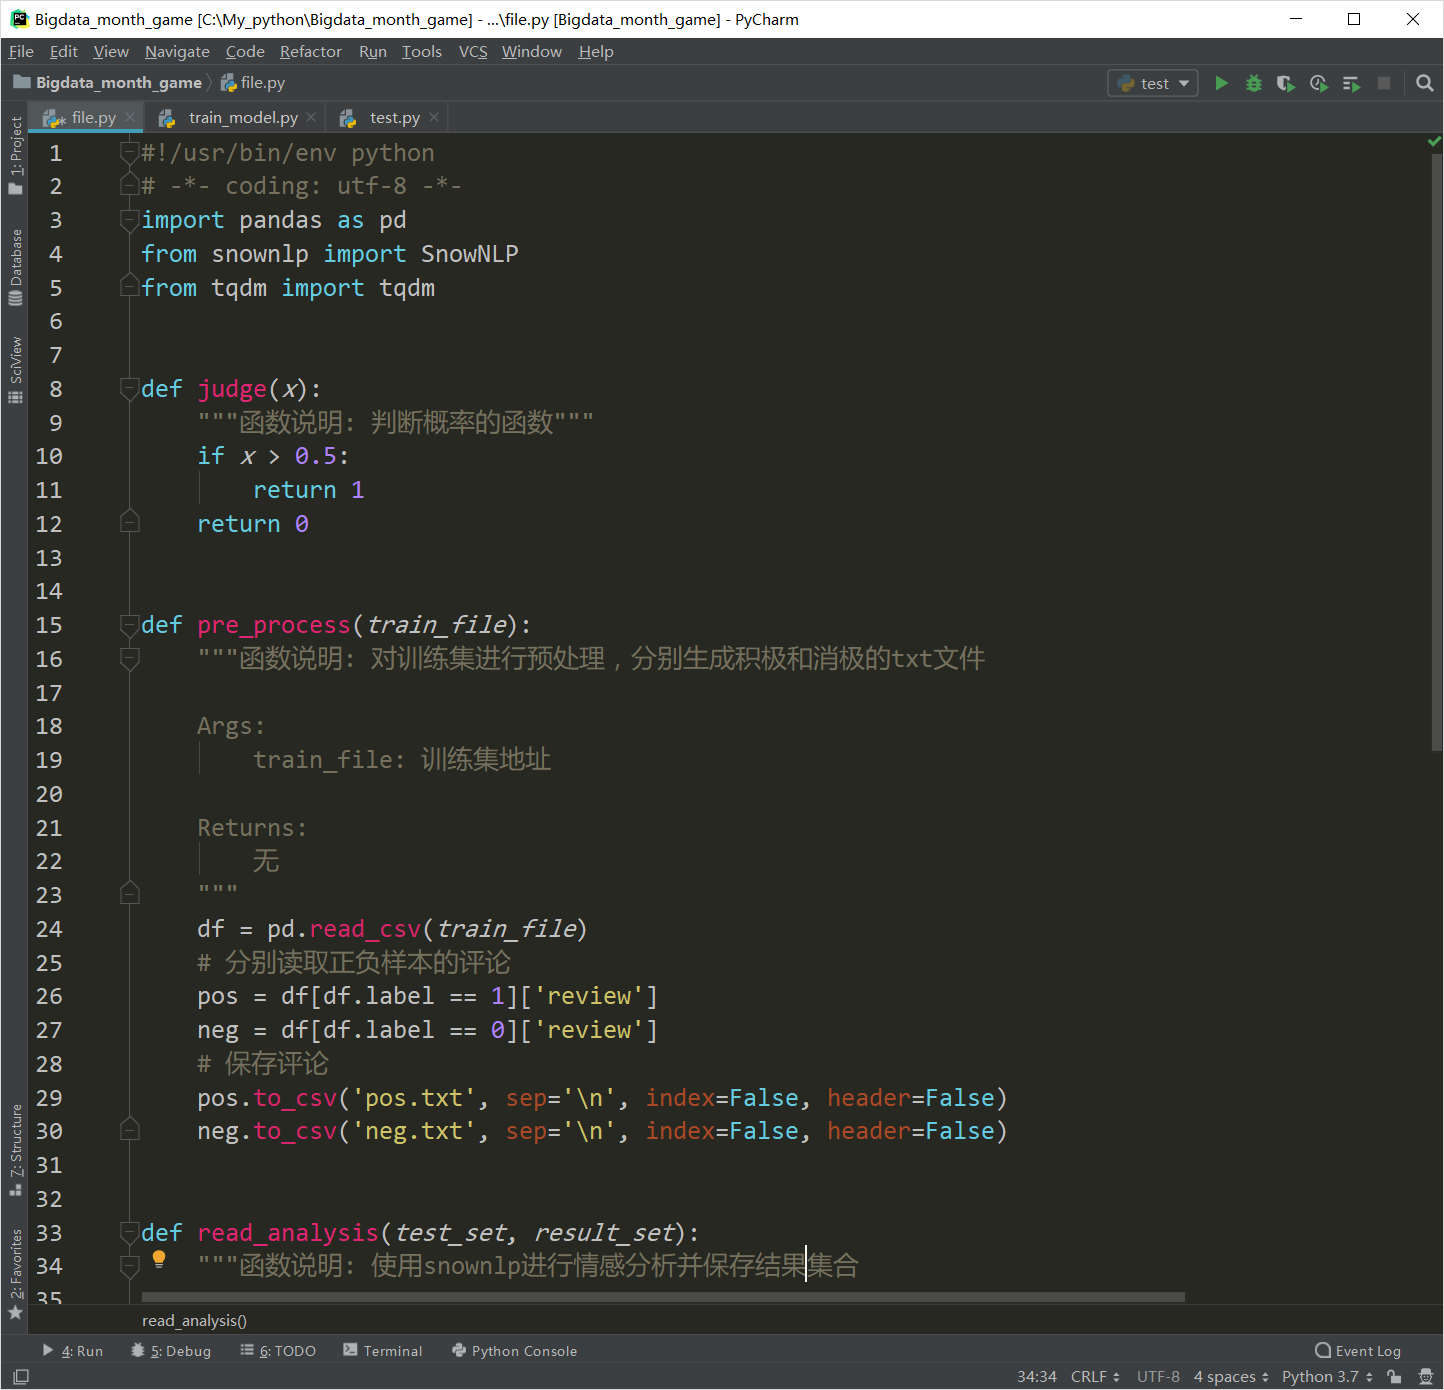 Bigdata_month_game [C:\My_python\Bigdata_month_game] - ...\file.py [Bigdata_month_game] - PyCharm
File Edit View Navigate Code Refactor Run Tools VCS Window Help
Bigdata_month_game file.py test
file.py train_model.py test.py
1: Project
Database
SciView
7: Structure
2: Favorites
1 #!/usr/bin/env python
2 # -*- coding: utf-8 -*-
3 import pandas as pd
4 from snownlp import SnowNLP
5 from tqdm import tqdm
6
7
8 def judge(x):
9 """函数说明: 判断概率的函数"""
10 if x > 0.5:
11 return 1
12 return 0
13
14
15 def pre_process(train_file):
16 """函数说明: 对训练集进行预处理，分别生成积极和消极的txt文件
17
18 Args:
19 train_file: 训练集地址
20
21 Returns:
22 无
23 """
24 df = pd.read_csv(train_file)
25 # 分别读取正负样本的评论
26 pos = df[df.label == 1]['review']
27 neg = df[df.label == 0]['review']
28 # 保存评论
29 pos.to_csv('pos.txt', sep='\n', index=False, header=False)
30 neg.to_csv('neg.txt', sep='\n', index=False, header=False)
31
32
33 def read_analysis(test_set, result_set):
34 """函数说明: 使用snownlp进行情感分析并保存结果集合
35
read_analysis()
4: Run 5: Debug 6: TODO Terminal Python Console Event Log
34:34 CRLF UTF-8 4 spaces Python 3.7